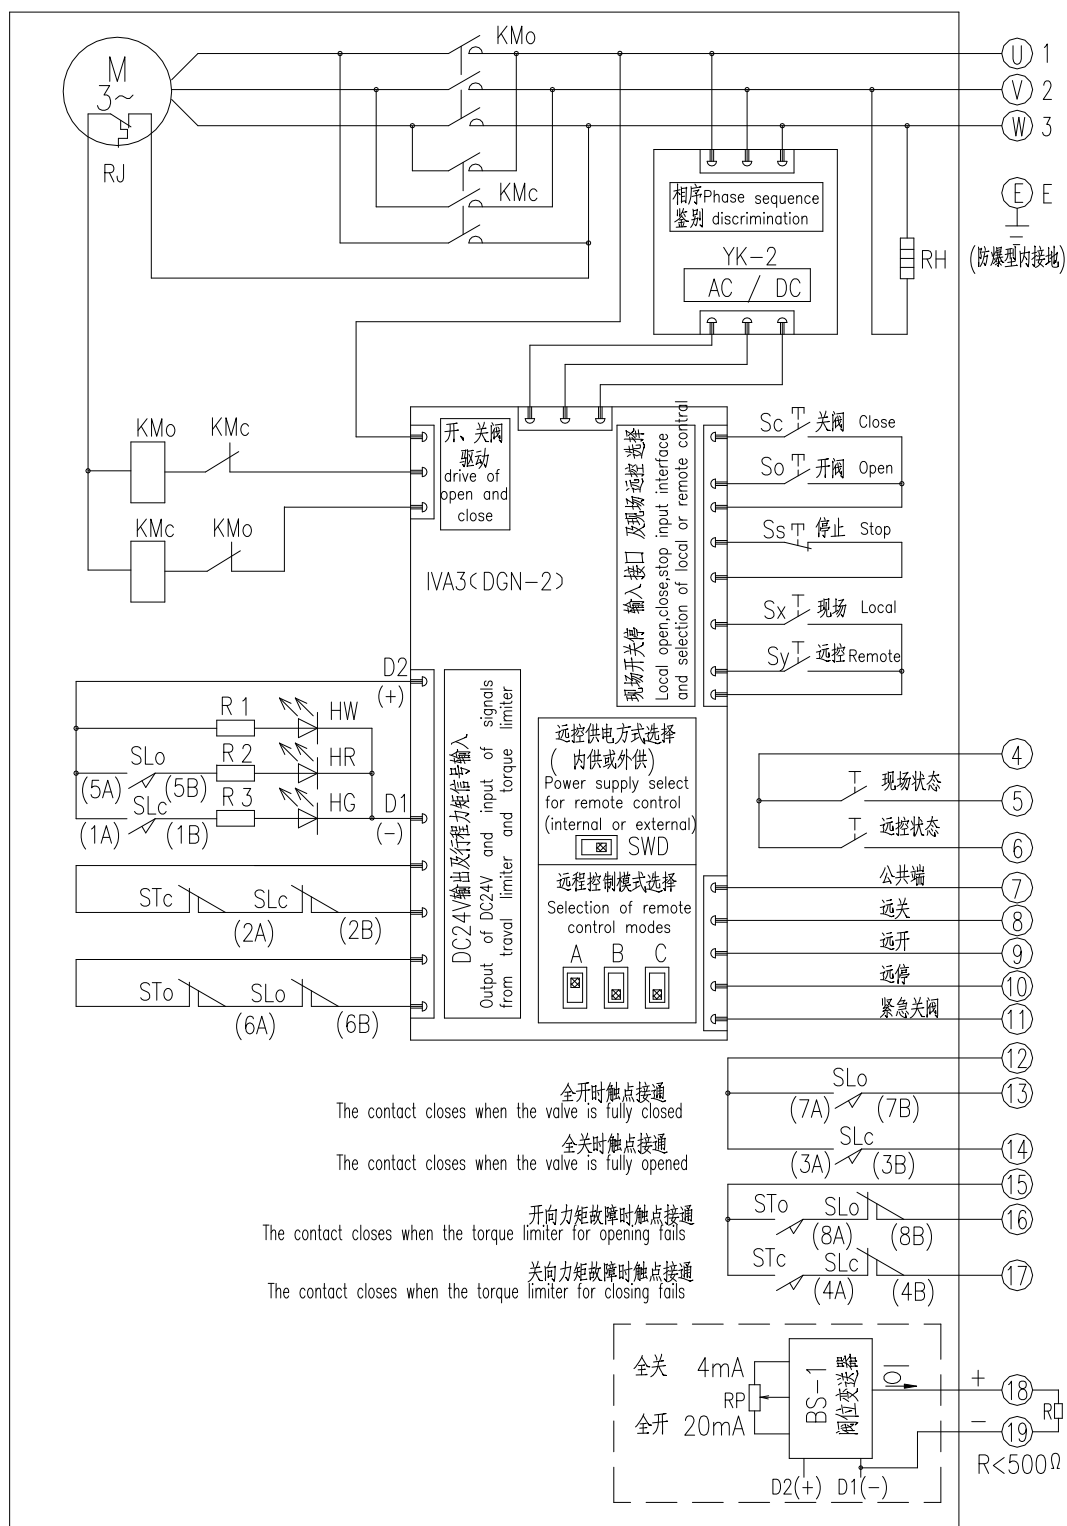 KMo
U 1
M
3~
V 2
W 3
RJ
KMc
相序Phase sequence
鉴别 discrimination
E E
(防爆型内接地)
YK-2
AC / DC
RH
KMo KMc
开、关阀
驱动
drive of
open and
close
KMc KMo
IVA3(DGN-2)
现场开关停 输入接口 及现场远控选择
Local open,close,stop input interface
and selection of local or remote contral
Sc 关阀 Close
So 开阀 Open
Ss 停止 Stop
Sx 现场 Local
Sy 远控 Remote
D2
(+)
R1 HW
SLo R2 HR
(5A) (5B)
SLc R3 HG D1
(1A) (1B) (-)
STc SLc
(2A) (2B)
STo SLo
(6A) (6B)
DC24V输出及行程力矩信号输入
Output of DC24V and input of signals
from traval limiter and torque limiter
远控供电方式选择
( 内供或外供)
Power supply select
for remote control
(internal or external)
SWD
远程控制模式选择
Selection of remote
control modes
A B C
4
现场状态 5
远控状态 6
公共端 7
远关 8
远开 9
远停 10
紧急关阀 11
12
全开时触点接通
The contact closes when the valve is fully closed
SLo 13
(7A) (7B)
全关时触点接通
The contact closes when the valve is fully opened
SLc 14
(3A) (3B)
15
开向力矩故障时触点接通
The contact closes when the torque limiter for opening fails
STo SLo 16
(8A) (8B)
关向力矩故障时触点接通
The contact closes when the torque limiter for closing fails
STc SLc 17
(4A) (4B)
全关 4mA
RP
全开 20mA
BS-1
阀位变送器
IOI
+ 18
R
- 19
R<500Ω
D2(+) D1(-)